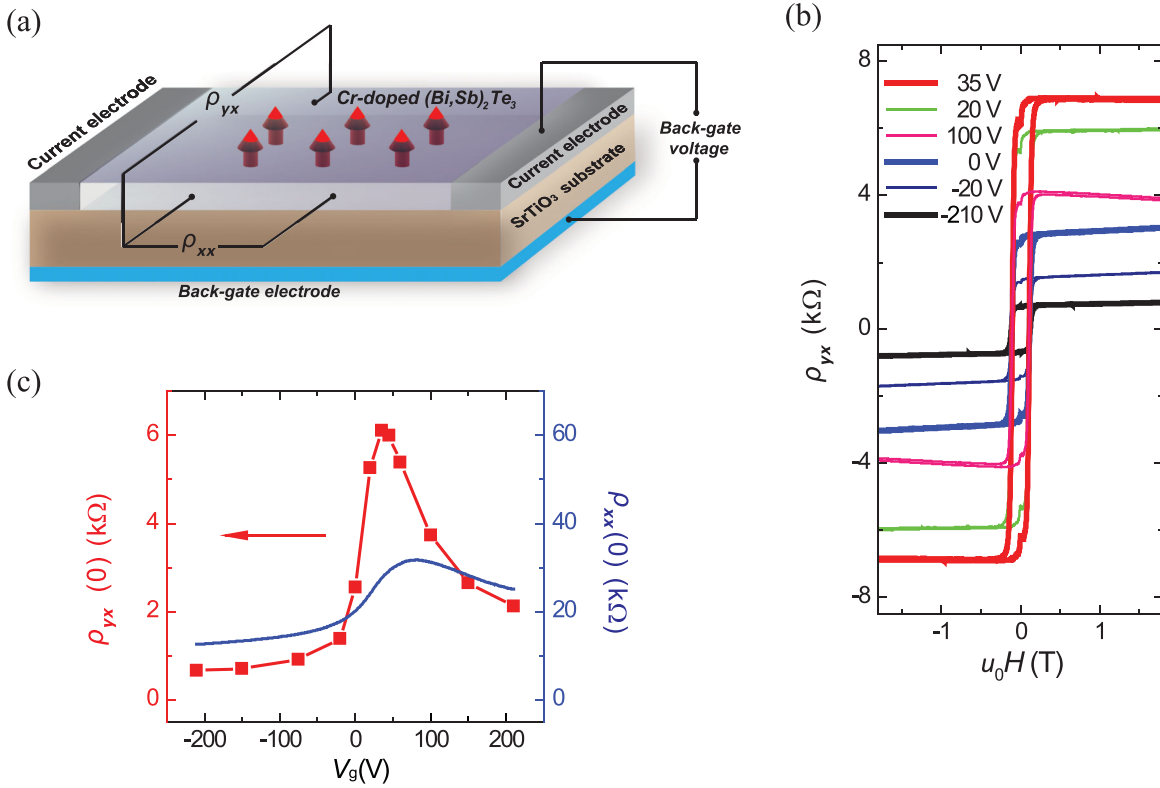 (a)
ρyx
Cr-doped (Bi,Sb)2Te3
Current electrode
Current electrode
Back-gate
voltage
SrTiO3 substrate
ρxx
Back-gate electrode
(b)
8
4
0
-4
-8
ρyx (kΩ)
35 V
20 V
100 V
0 V
-20 V
-210 V
-1
0
1
u0H (T)
(c)
6
4
2
0
ρyx (0) (kΩ)
60
40
20
0
ρxx(0) (kΩ)
-200
-100
0
100
200
Vg(V)